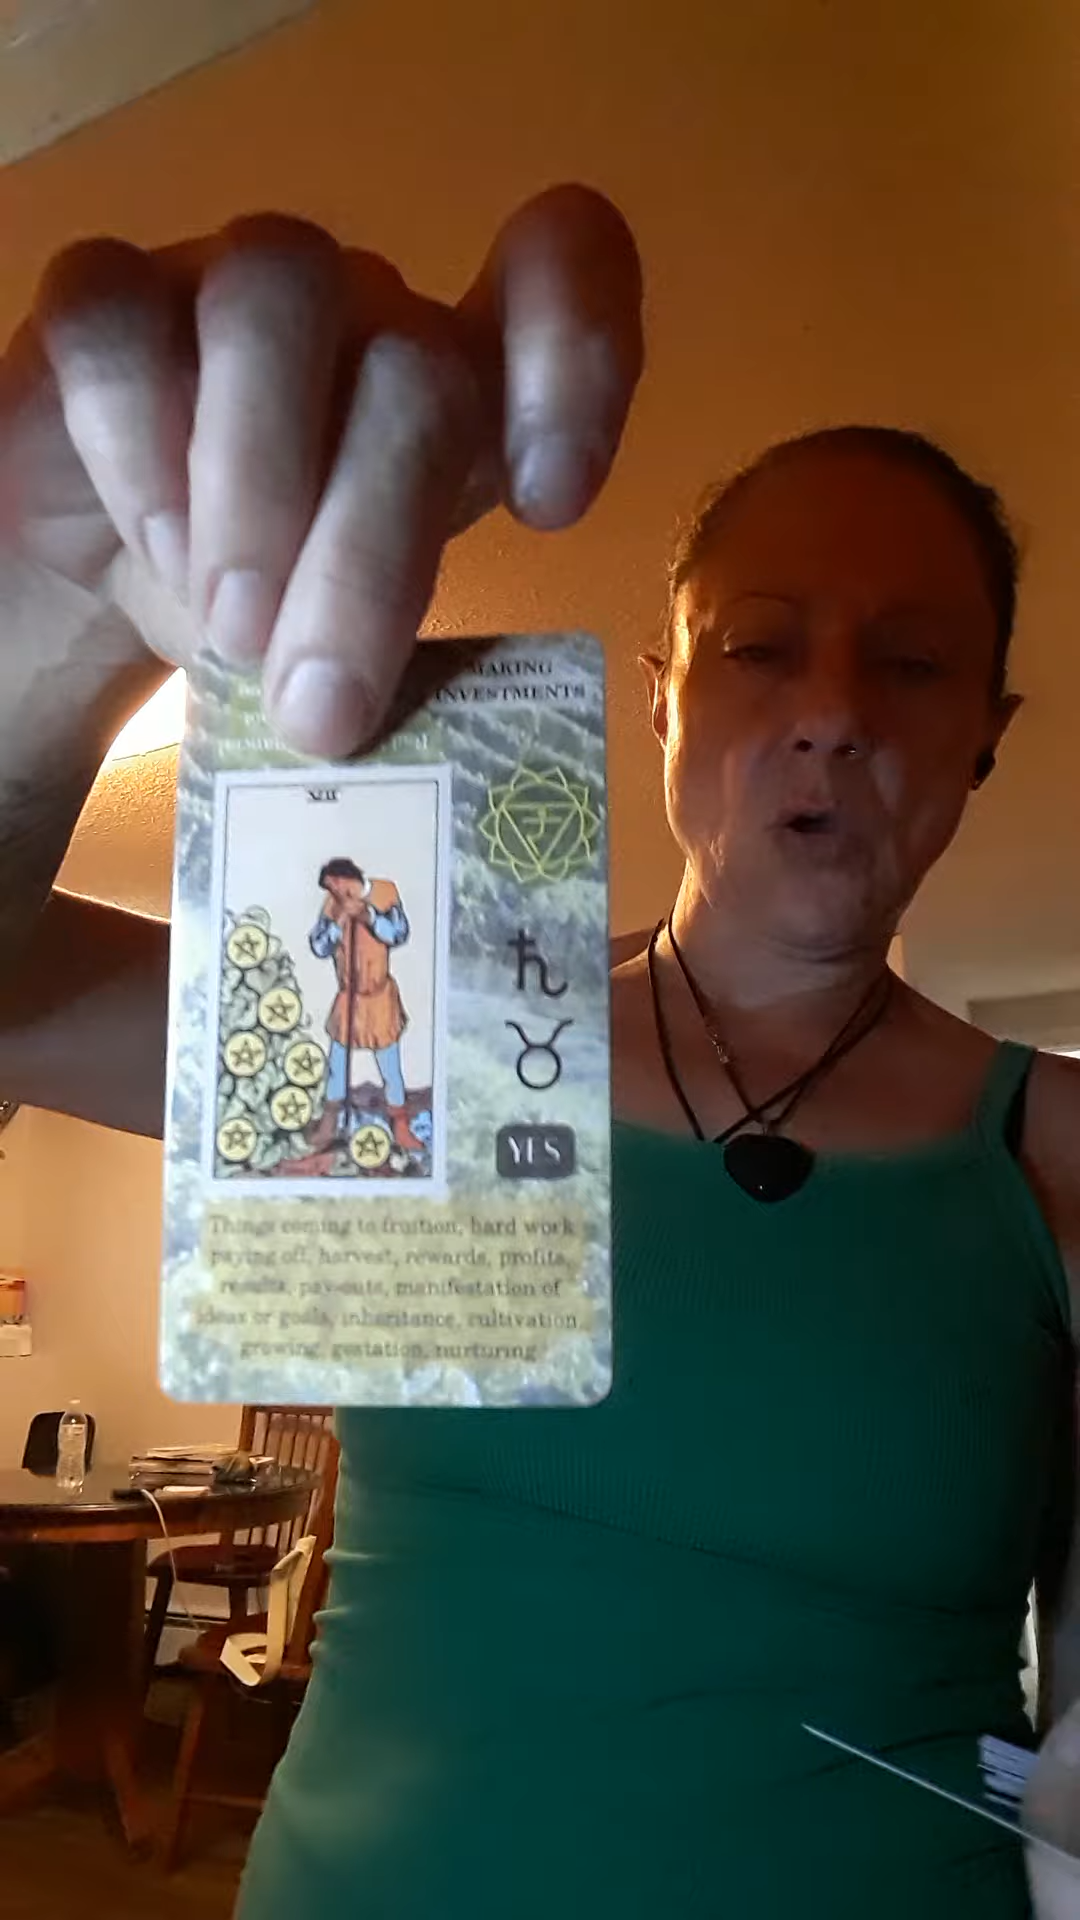 MAKING
INVESTMENTS
VII
YES
Things coming to fruition, hard work
paying off, harvest, rewards, profits,
results, pay-outs, manifestation of
ideas or goals, inheritance, cultivation,
growing, gestation, nurturing